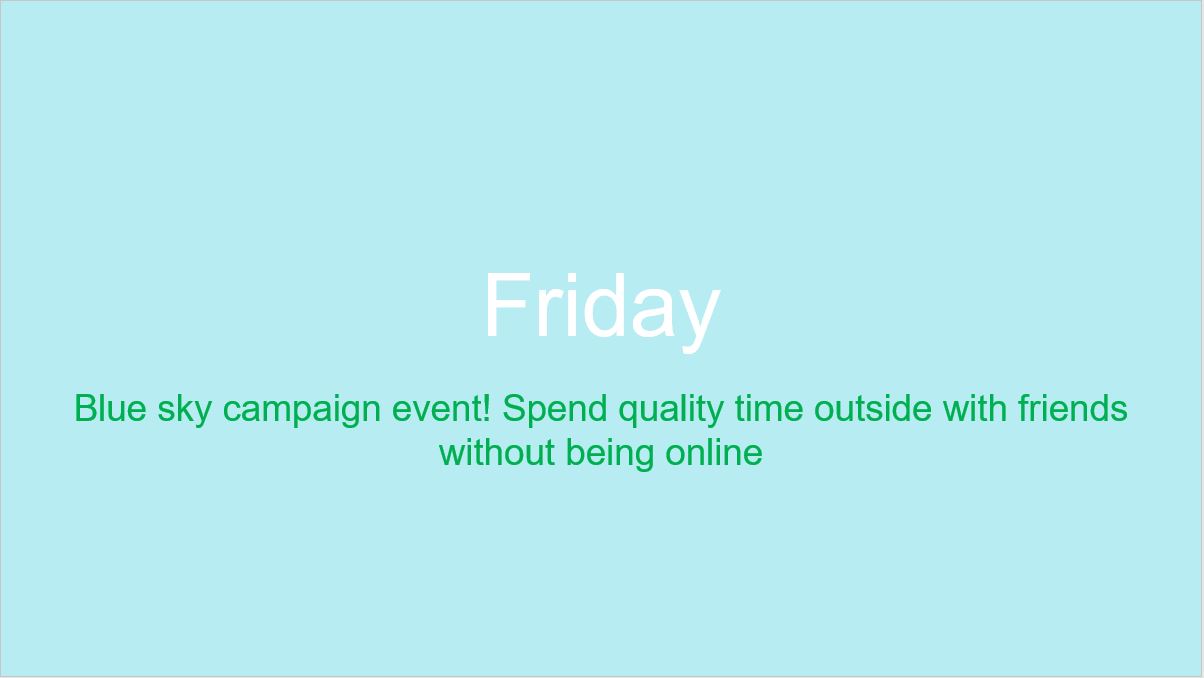 Friday
Blue sky campaign event! Spend quality time outside with friends
without being online